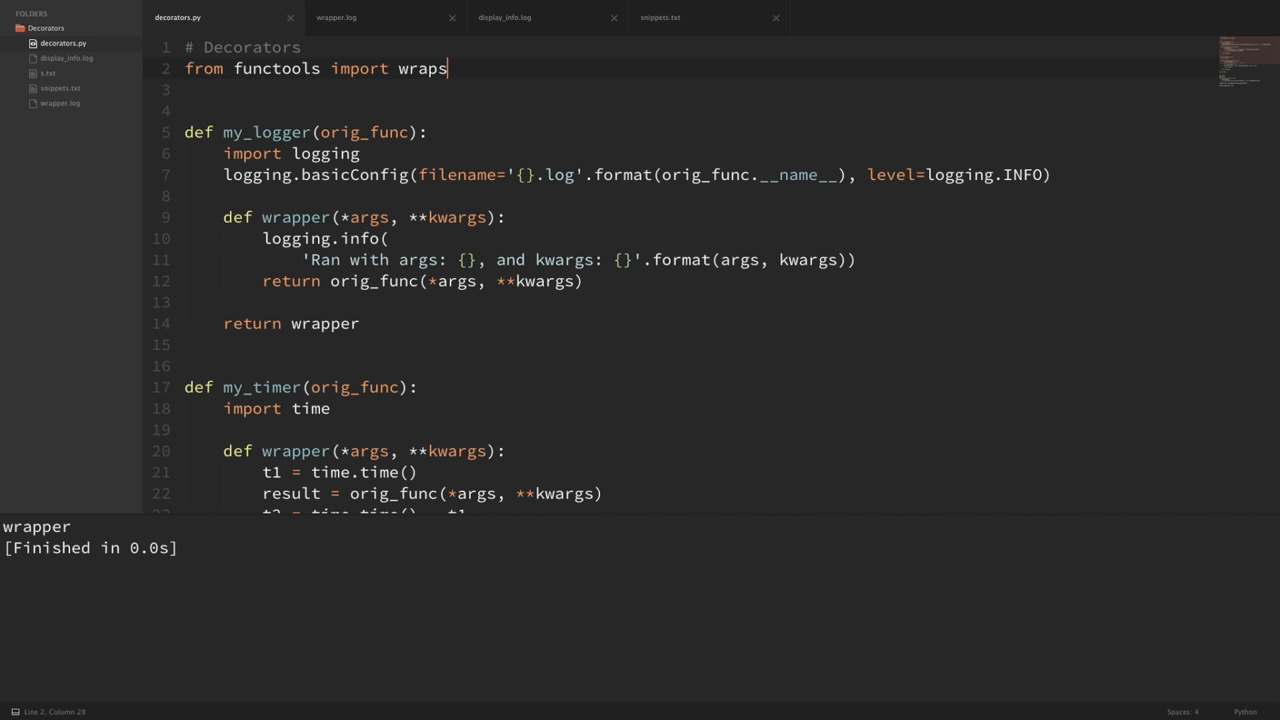 FOLDERS
Decorators
decorators.py
display_info.log
s.txt
snippets.txt
wrapper.log
decorators.py
wrapper.log
display_info.log
snippets.txt
1 # Decorators
2 from functools import wraps
3
4
5 def my_logger(orig_func):
6     import logging
7     logging.basicConfig(filename='{}.log'.format(orig_func.__name__), level=logging.INFO)
8
9     def wrapper(*args, **kwargs):
10         logging.info(
11             'Ran with args: {}, and kwargs: {}'.format(args, kwargs))
12         return orig_func(*args, **kwargs)
13
14     return wrapper
15
16
17 def my_timer(orig_func):
18     import time
19
20     def wrapper(*args, **kwargs):
21         t1 = time.time()
22         result = orig_func(*args, **kwargs)
wrapper
[Finished in 0.0s]
Line 2, Column 28
Spaces: 4
Python